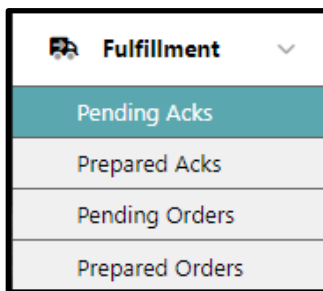 Fulfillment
Pending Acks
Prepared Acks
Pending Orders
Prepared Orders